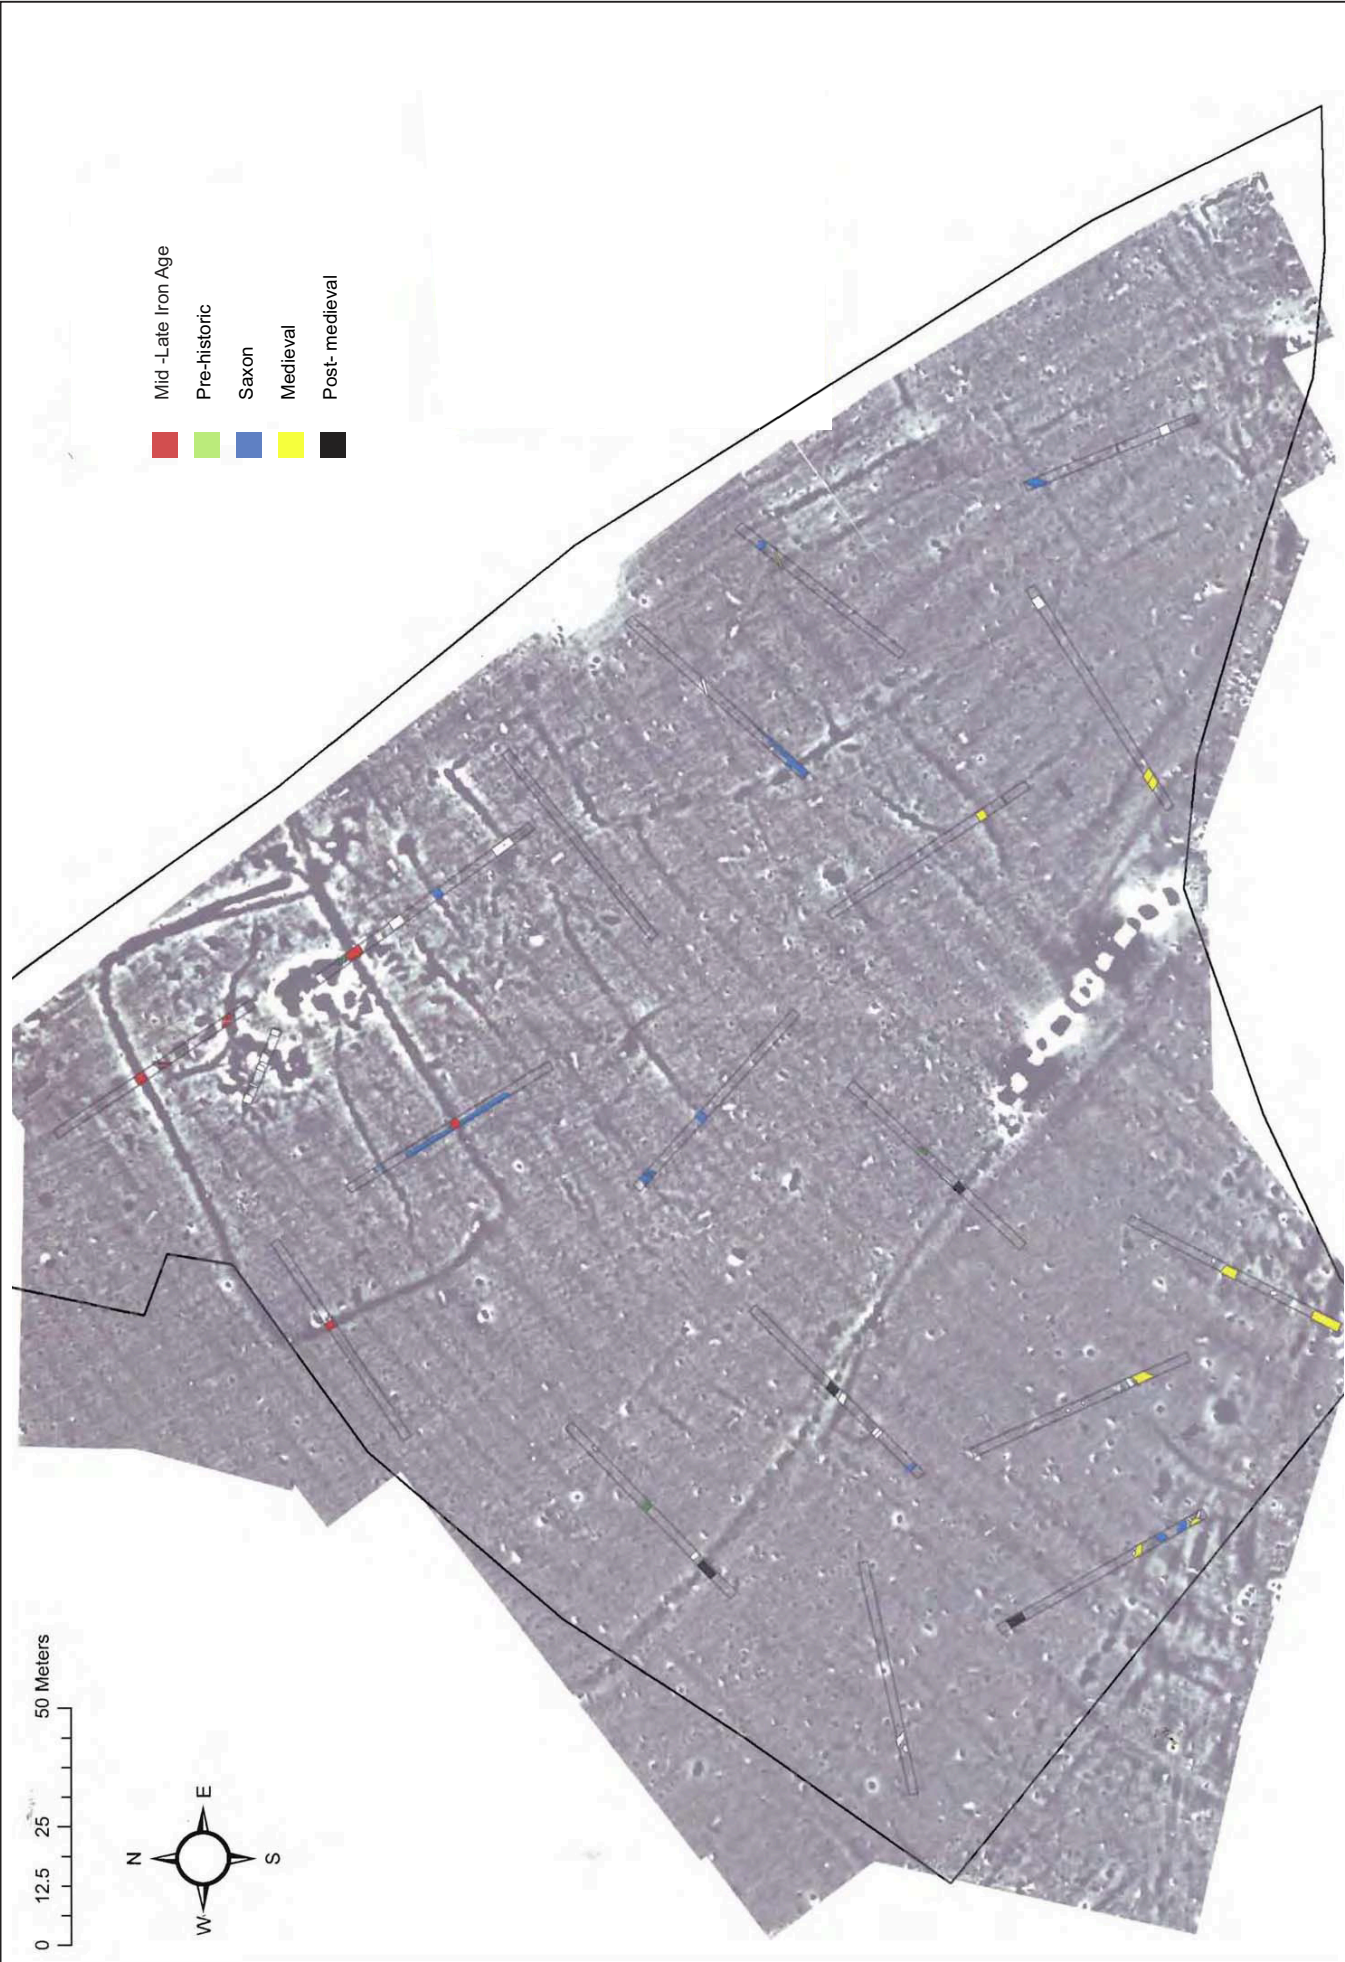 Mid -Late Iron Age
Pre-historic
Saxon
Medieval
Post- medieval
0 12.5 25 50 Meters
N
W E
S